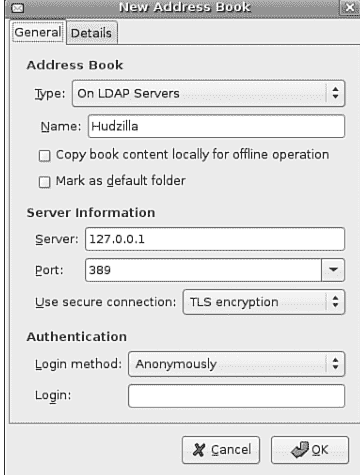 New Address Book
General Details
Address Book
Type: On LDAP Servers
Name: Hudzilla
Copy book content locally for offline operation
Mark as default folder
Server Information
Server: 127.0.0.1
Port: 389
Use secure connection: TLS encryption
Authentication
Login method: Anonymously
Login:
Cancel OK